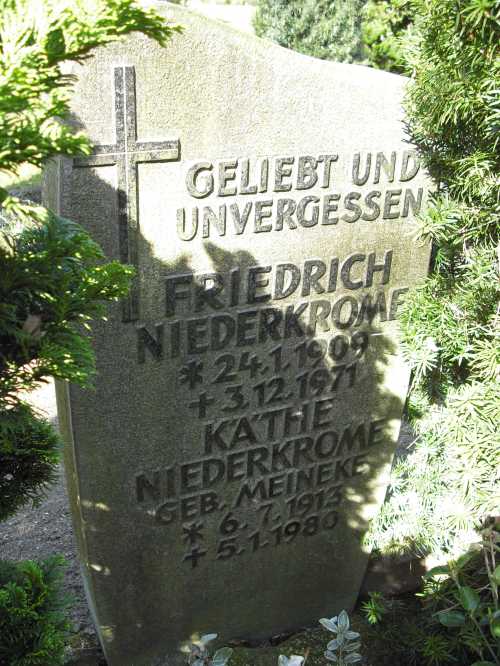 GELIEBT UND
UNVERGESSEN
FRIEDRICH
NIEDERKROME
* 24.1.1909
+ 3.12.1971
KÄTHE
NIEDERKROME
GEB. MEINEKE
* 6.7.1913
+ 5.1.1980